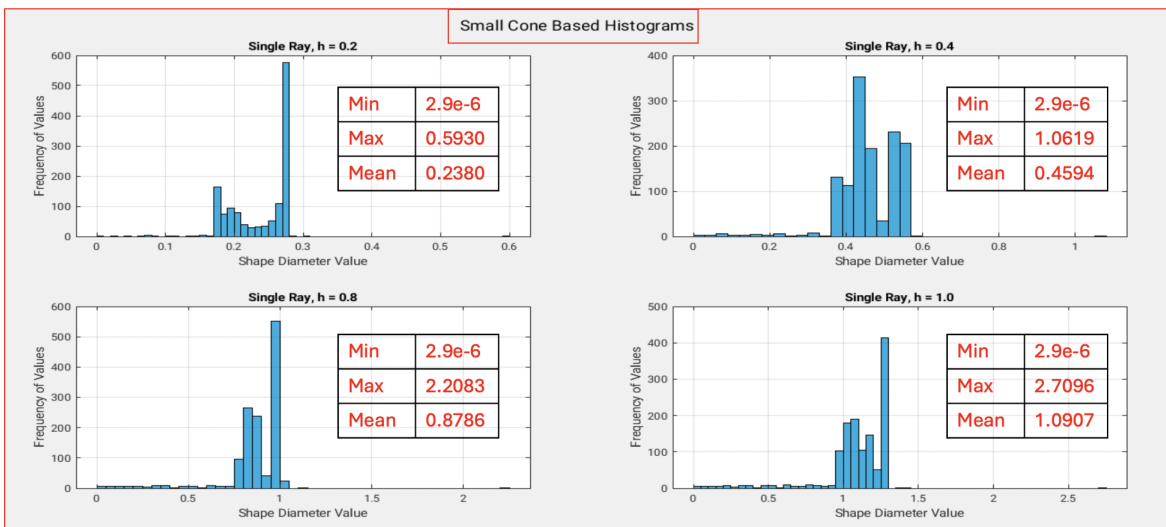 Small Cone Based Histograms
Single Ray, h = 0.2
600
500
400
300
200
100
0
Frequency of Values
0 0.1 0.2 0.3 0.4 0.5 0.6
Shape Diameter Value
Min 2.9e-6
Max 0.5930
Mean 0.2380
Single Ray, h = 0.4
400
300
200
100
0
Frequency of Values
0 0.2 0.4 0.6 0.8 1
Shape Diameter Value
Min 2.9e-6
Max 1.0619
Mean 0.4594
Single Ray, h = 0.8
600
500
400
300
200
100
0
Frequency of Values
0 0.5 1 1.5 2
Shape Diameter Value
Min 2.9e-6
Max 2.2083
Mean 0.8786
Single Ray, h = 1.0
500
400
300
200
100
0
Frequency of Values
0 0.5 1 1.5 2 2.5
Shape Diameter Value
Min 2.9e-6
Max 2.7096
Mean 1.0907